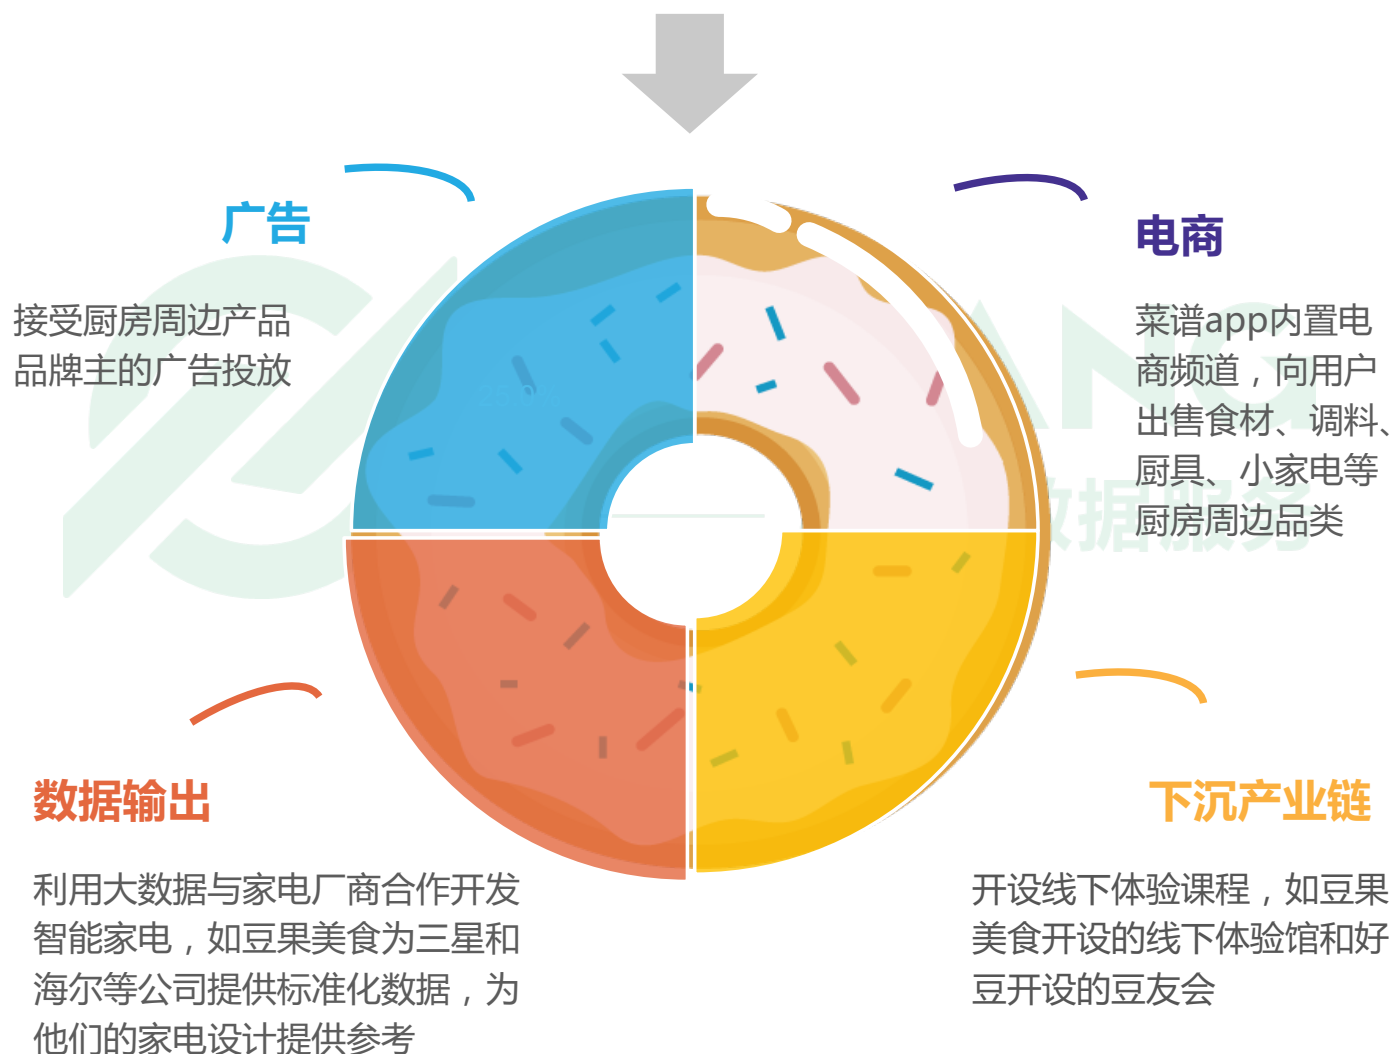 广告
接受厨房周边产品
品牌主的广告投放
电商
菜谱app内置电
商频道，向用户
出售食材、调料、
厨具、小家电等
厨房周边品类
数据服务
数据输出
利用大数据与家电厂商合作开发
智能家电，如豆果美食为三星和
海尔等公司提供标准化数据，为
他们的家电设计提供参考
下沉产业链
开设线下体验课程，如豆果
美食开设的线下体验馆和好
豆开设的豆友会